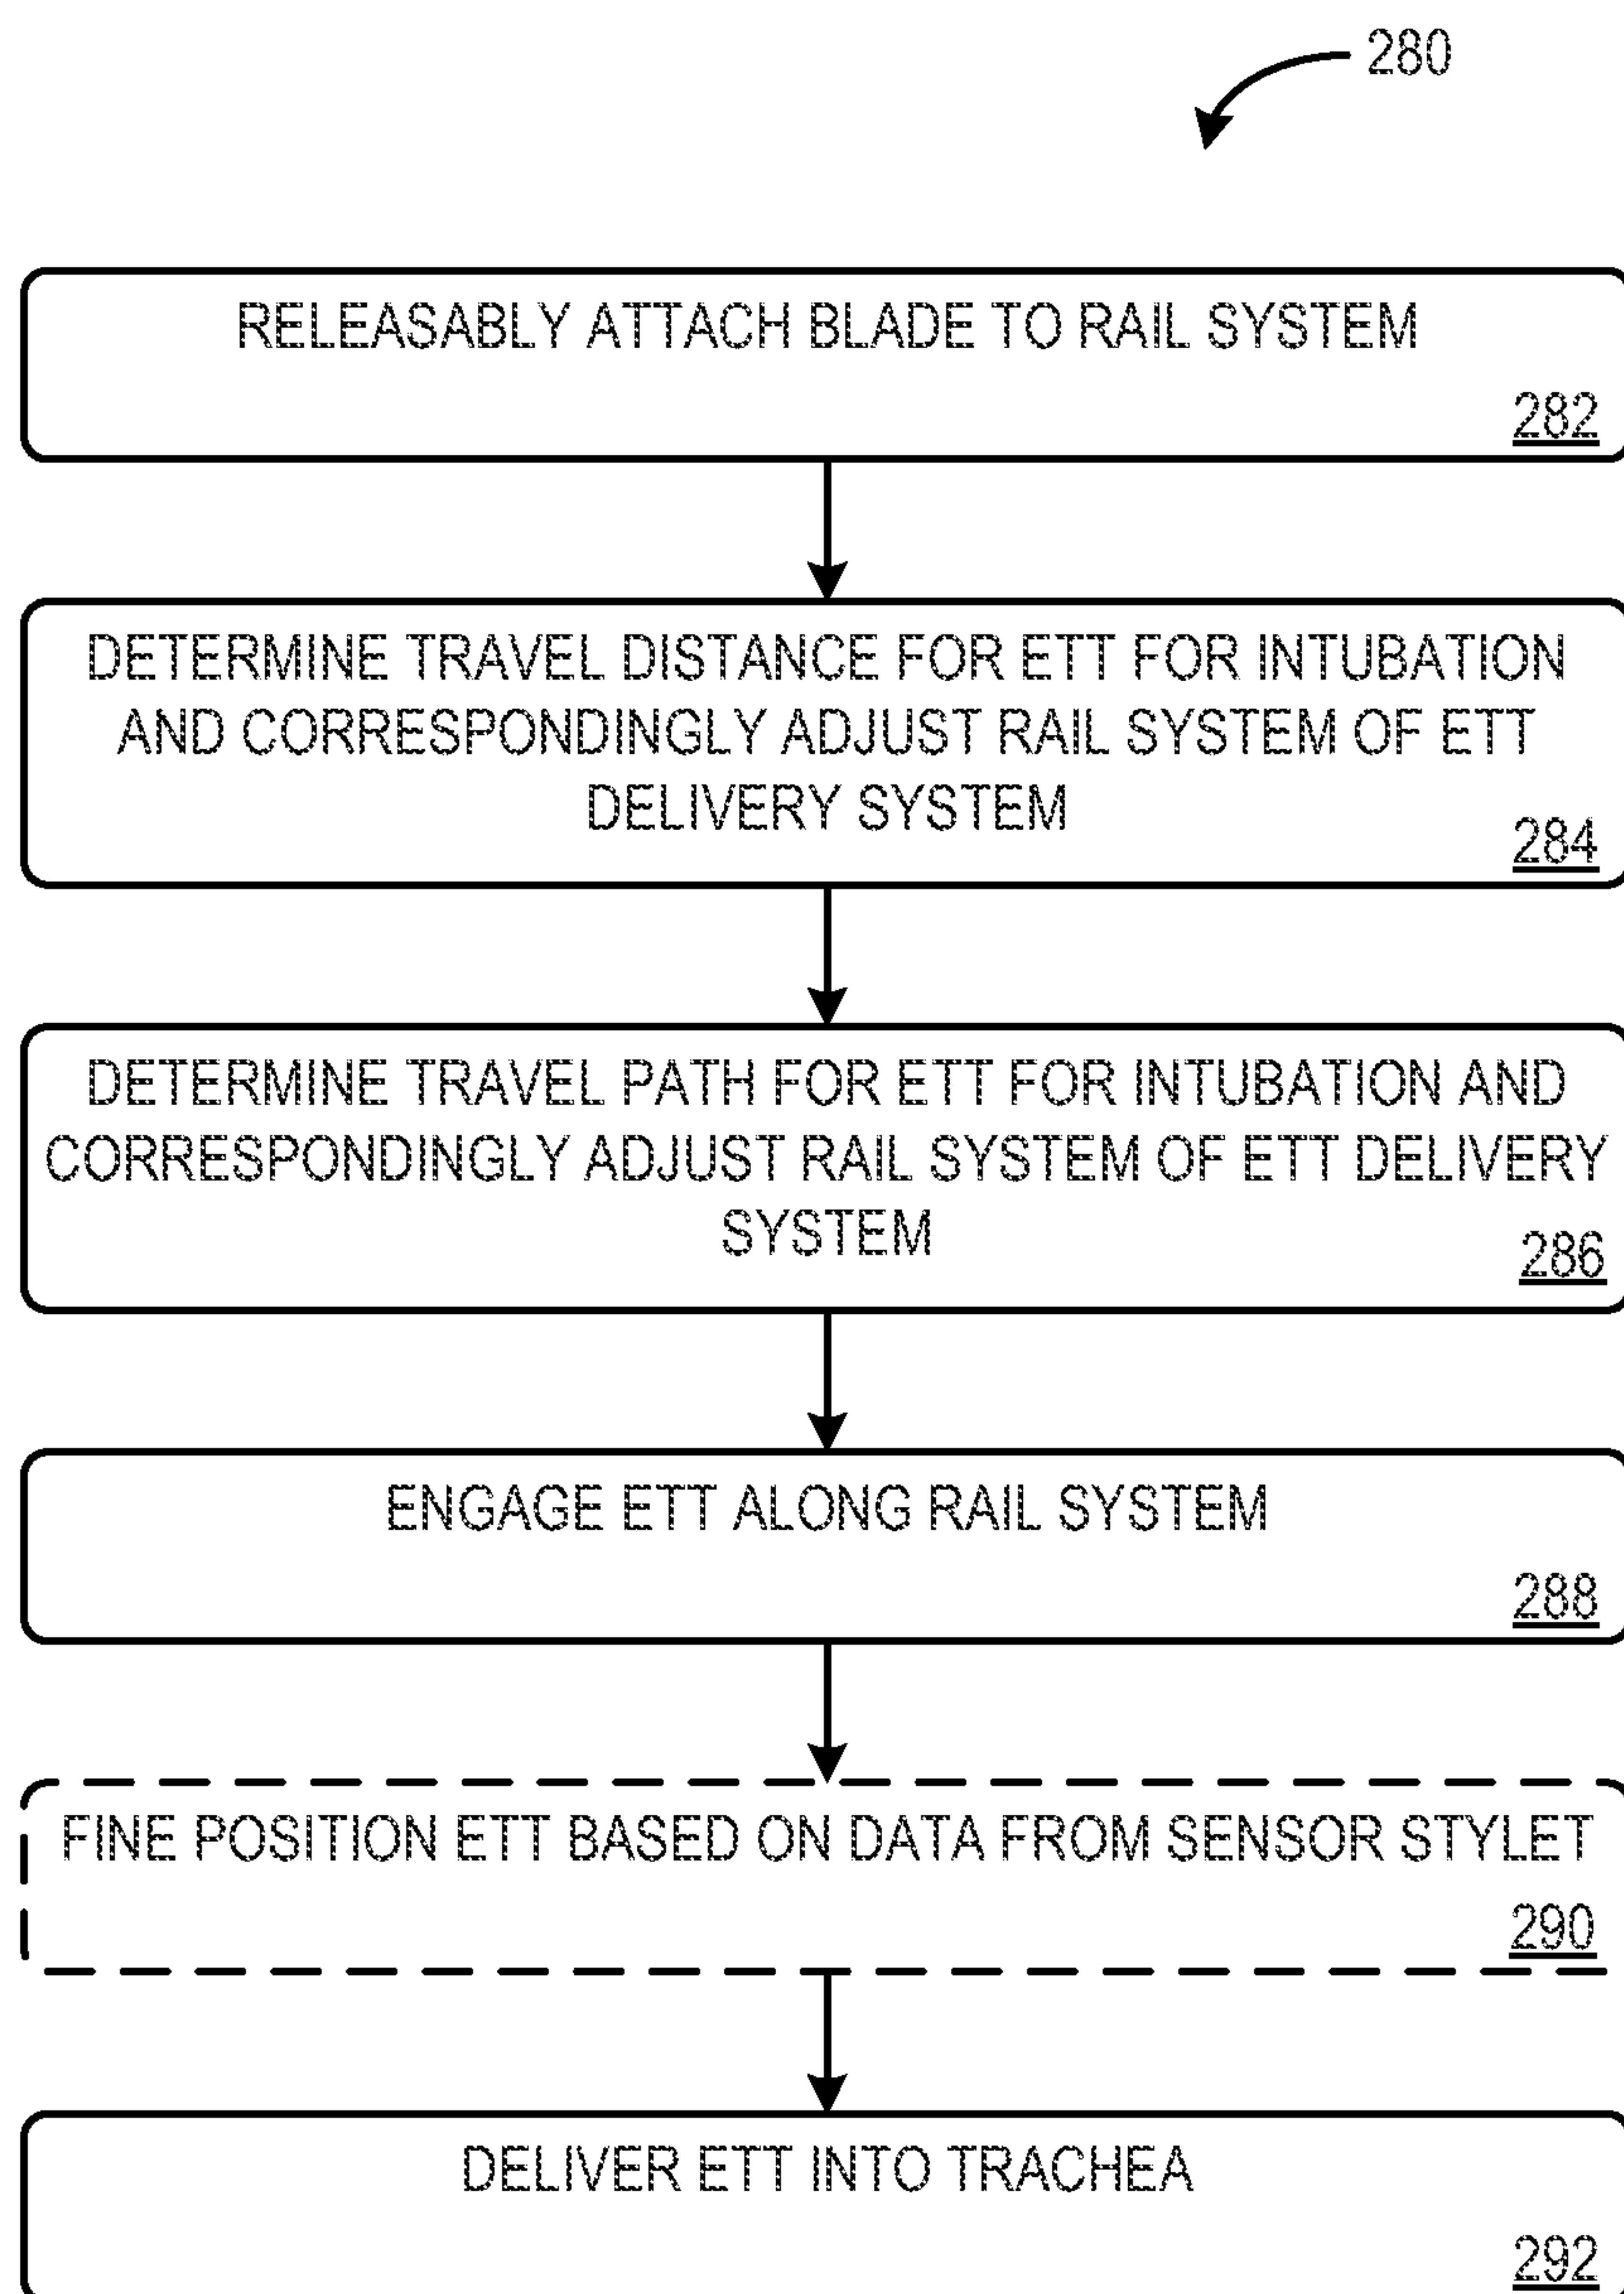 280
RELEASABLY ATTACH BLADE TO RAIL SYSTEM
282
DETERMINE TRAVEL DISTANCE FOR ETT FOR INTUBATION
AND CORRESPONDINGLY ADJUST RAIL SYSTEM OF ETT
DELIVERY SYSTEM
284
DETERMINE TRAVEL PATH FOR ETT FOR INTUBATION AND
CORRESPONDINGLY ADJUST RAIL SYSTEM OF ETT DELIVERY
SYSTEM
286
ENGAGE ETT ALONG RAIL SYSTEM
288
FINE POSITION ETT BASED ON DATA FROM SENSOR STYLET
290
DELIVER ETT INTO TRACHEA
292